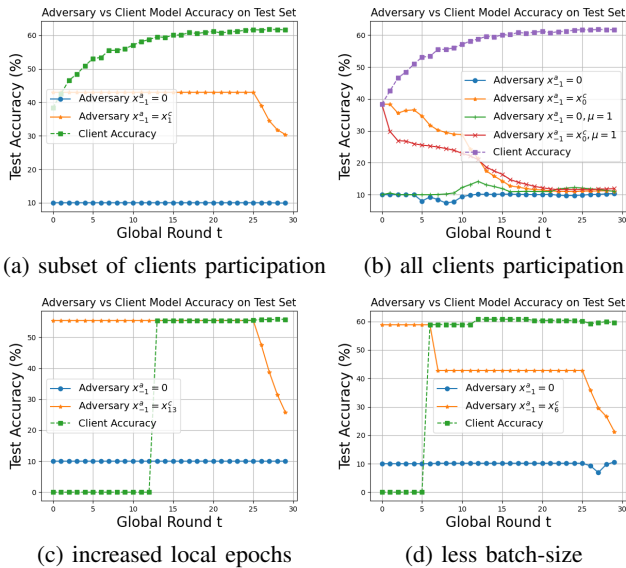 Adversary vs Client Model Accuracy on Test Set
60
50
40
30
20
10
Test Accuracy (%)
Adversary x^a_{-1} = 0
Adversary x^a_{-1} = x^c_1
Client Accuracy
0 5 10 15 20 25 30
Global Round t
(a) subset of clients participation
Adversary vs Client Model Accuracy on Test Set
60
50
40
30
20
10
Test Accuracy (%)
Adversary x^a_{-1} = 0
Adversary x^a_{-1} = x^c_0
Adversary x^a_{-1} = 0, μ = 1
Adversary x^a_{-1} = x^c_0, μ = 1
Client Accuracy
0 5 10 15 20 25 30
Global Round t
(b) all clients participation
Adversary vs Client Model Accuracy on Test Set
50
40
30
20
10
0
Test Accuracy (%)
Adversary x^a_{-1} = 0
Adversary x^a_{-1} = x^c_{13}
Client Accuracy
0 5 10 15 20 25 30
Global Round t
(c) increased local epochs
Adversary vs Client Model Accuracy on Test Set
60
50
40
30
20
10
0
Test Accuracy (%)
Adversary x^a_{-1} = 0
Adversary x^a_{-1} = x^c_6
Client Accuracy
0 5 10 15 20 25 30
Global Round t
(d) less batch-size